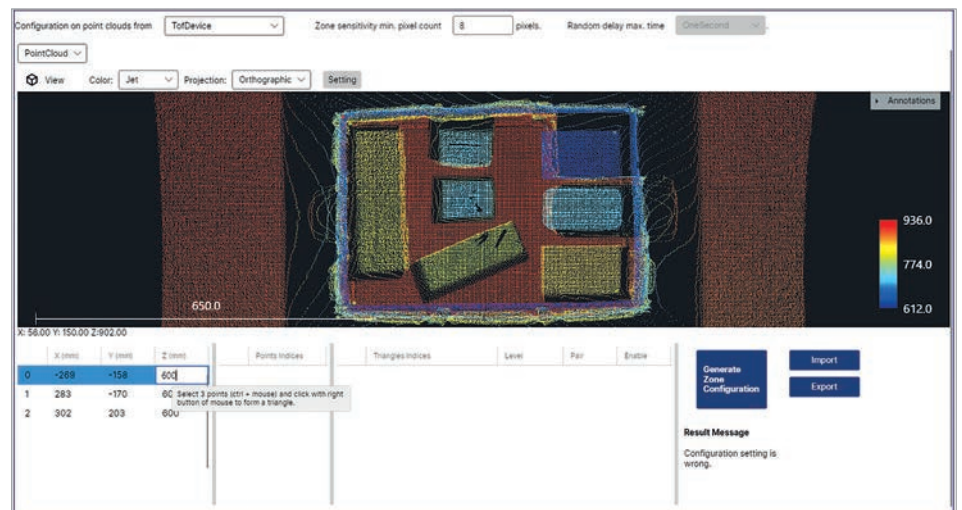 Configuration on point clouds from TofDevice Zone sensitivity min. pixel count 8 pixels. Random delay max. time OneSecond .
PointCloud
View Color: Jet Projection: Orthographic Setting
Annotations
936.0
774.0
612.0
650.0
X: 56.00 Y: 150.00 Z:902.00
X (mm) Y (mm) Z (mm) Points Indices Triangles Indices Level Pair Enable
0 -269 -158 600
1 283 -170 60
2 302 203 600
Select 3 points (ctrl + mouse) and click with right
button of mouse to form a triangle.
Generate
Zone
Configuration
Import
Export
Result Message
Configuration setting is
wrong.